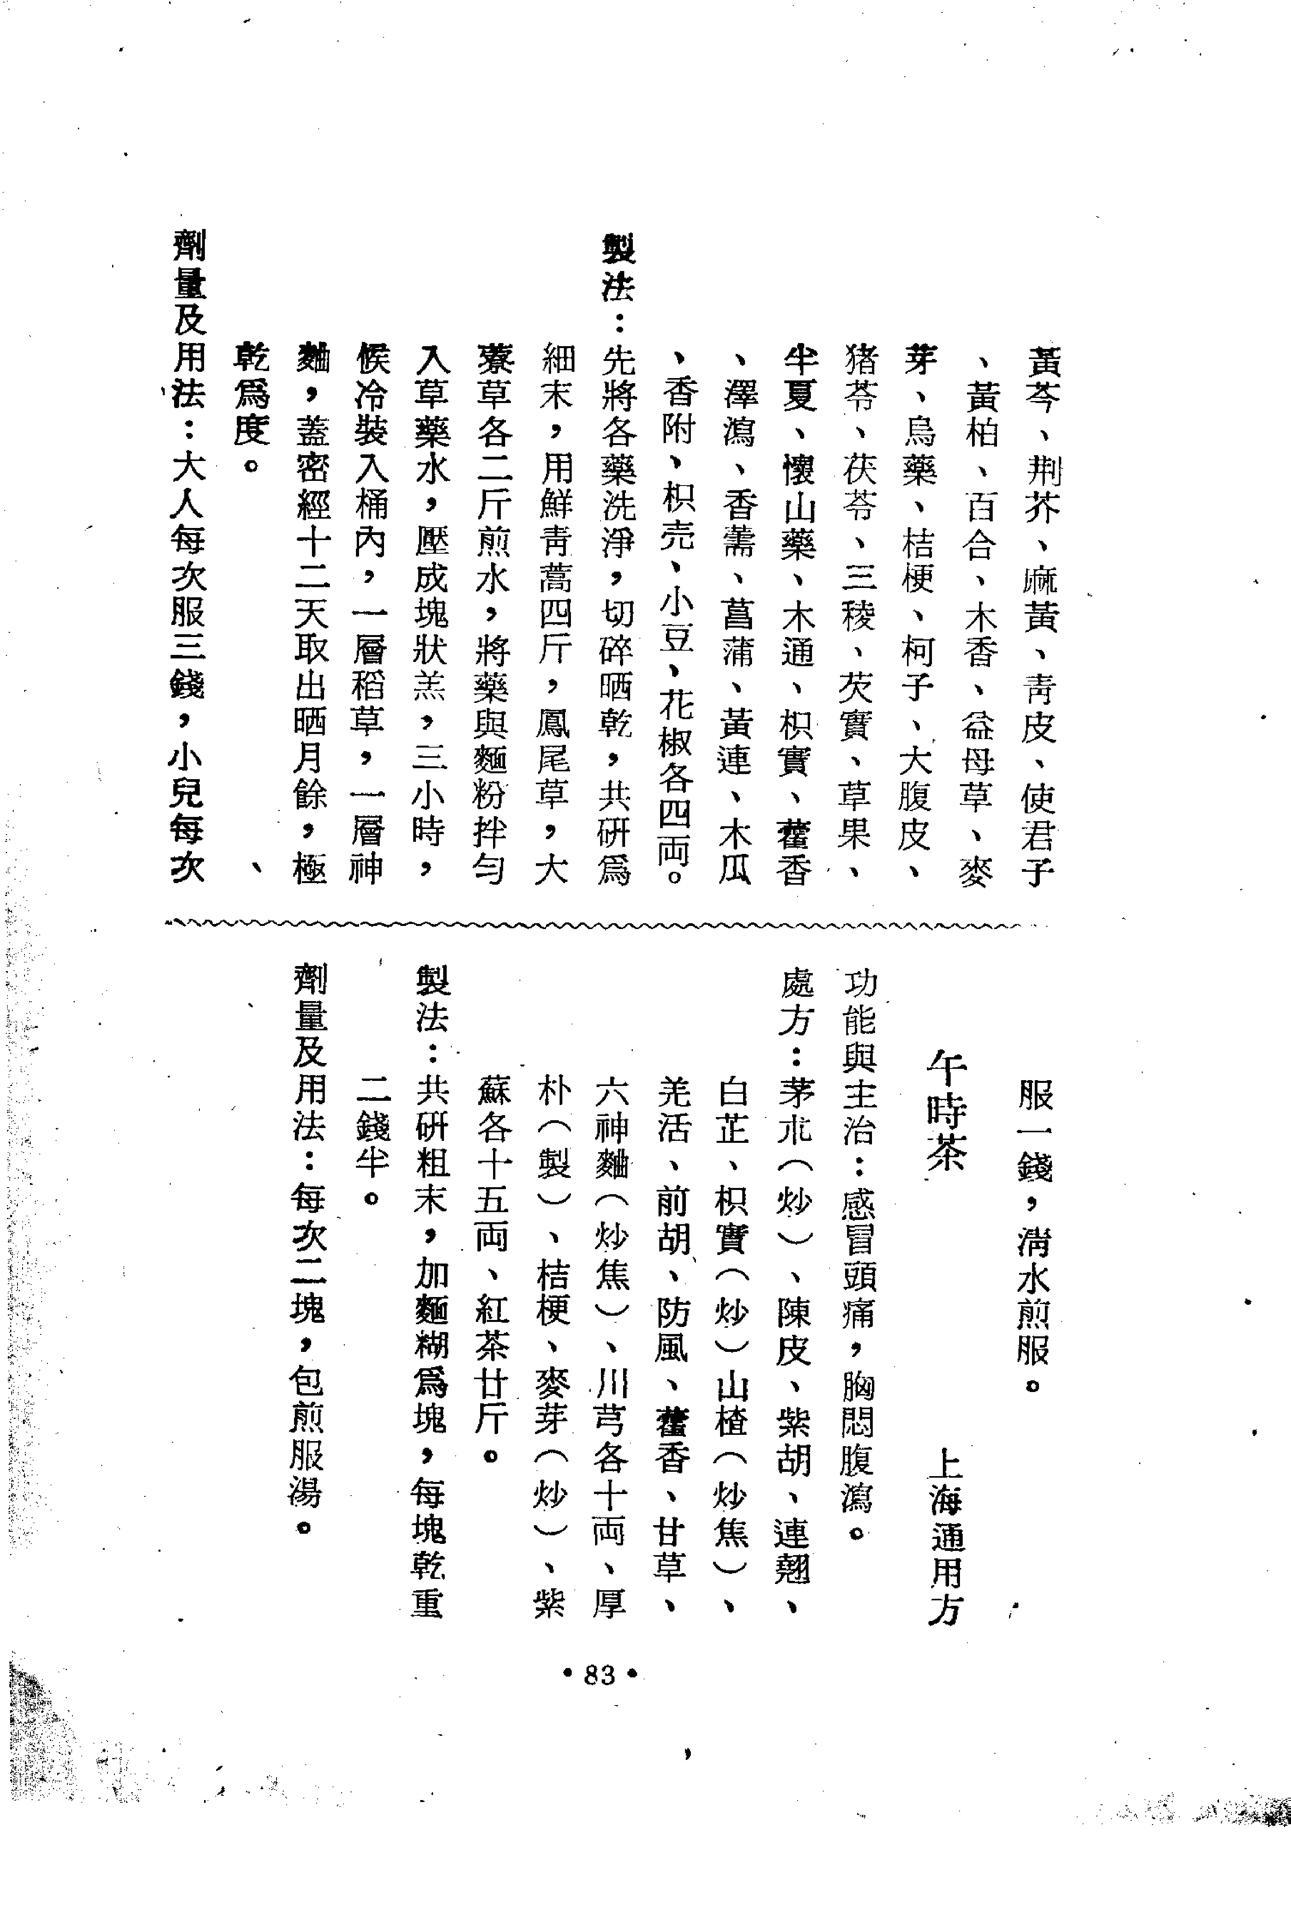 黃芩、荆芥、麻黃、靑皮、使君子
、黃柏、百合、木香、益母草、麥
芽、烏藥、桔梗、柯子、大腹皮、
猪苓、茯苓、三稜、芡實、草果、
半夏、懷山藥、木通、枳實、藿香
、澤瀉、香薷、菖蒲、黃連、木瓜
、香附、枳壳、小豆、花椒各四両。
製法：先將各藥洗淨，切碎晒乾，共研爲
細末，用鮮靑蒿四斤，鳳尾草，大
蓼草各二斤煎水，將藥與麵粉拌匀
入草藥水，壓成塊狀羔，三小時，
候冷裝入桶內，一層稻草，一層神
麯，蓋密經十二天取出晒月餘，極
乾爲度。
劑量及用法：大人每次服三錢，小兒每次
服一錢，淸水煎服。
午時茶　上海通用方
功能與主治：感冒頭痛，胸悶腹瀉。
處方：茅朮（炒）、陳皮、紫胡、連翹、
白芷、枳實（炒）山楂（炒焦）、
羌活、前胡、防風、藿香、甘草、
六神麯（炒焦）、川芎各十両、厚
朴（製）、桔梗、麥芽（炒）、紫
蘇各十五両、紅茶廿斤。
製法：共研粗末，加麵糊爲塊，每塊乾重
二錢半。
劑量及用法：每次二塊，包煎服湯。
•83•